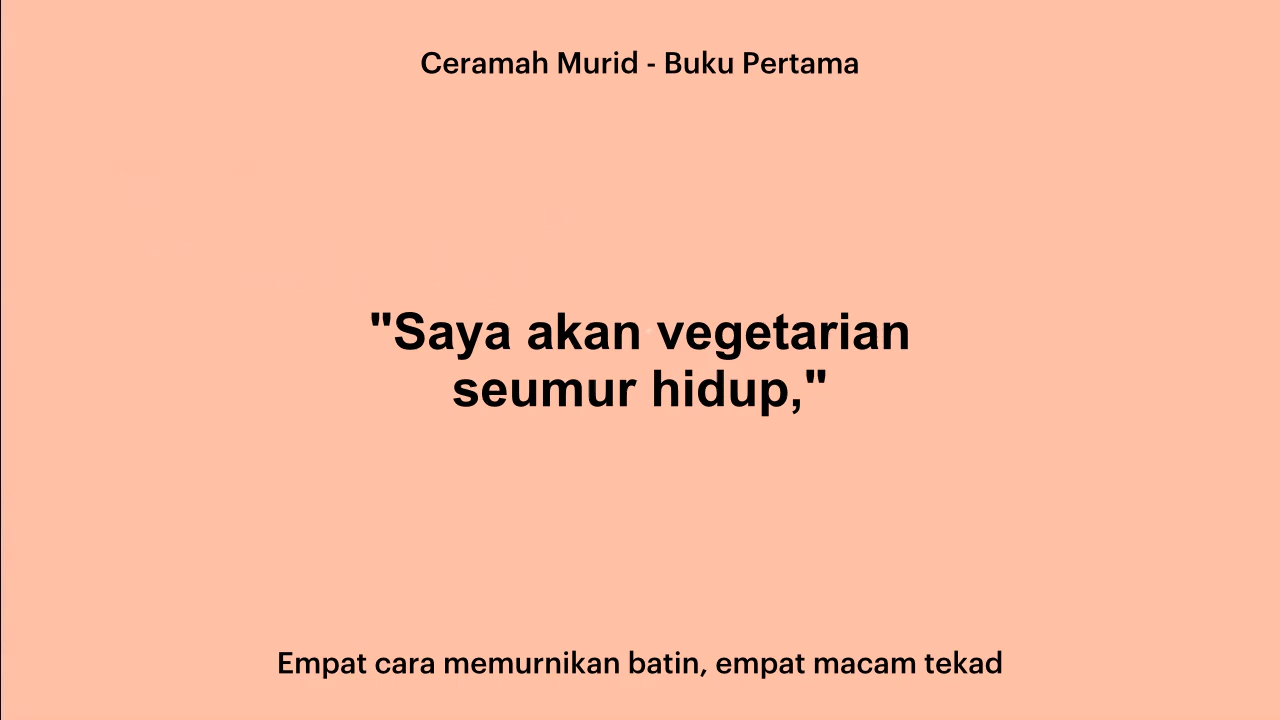 Ceramah Murid - Buku Pertama
"Saya akan vegetarian
seumur hidup,"
Empat cara memurnikan batin, empat macam tekad